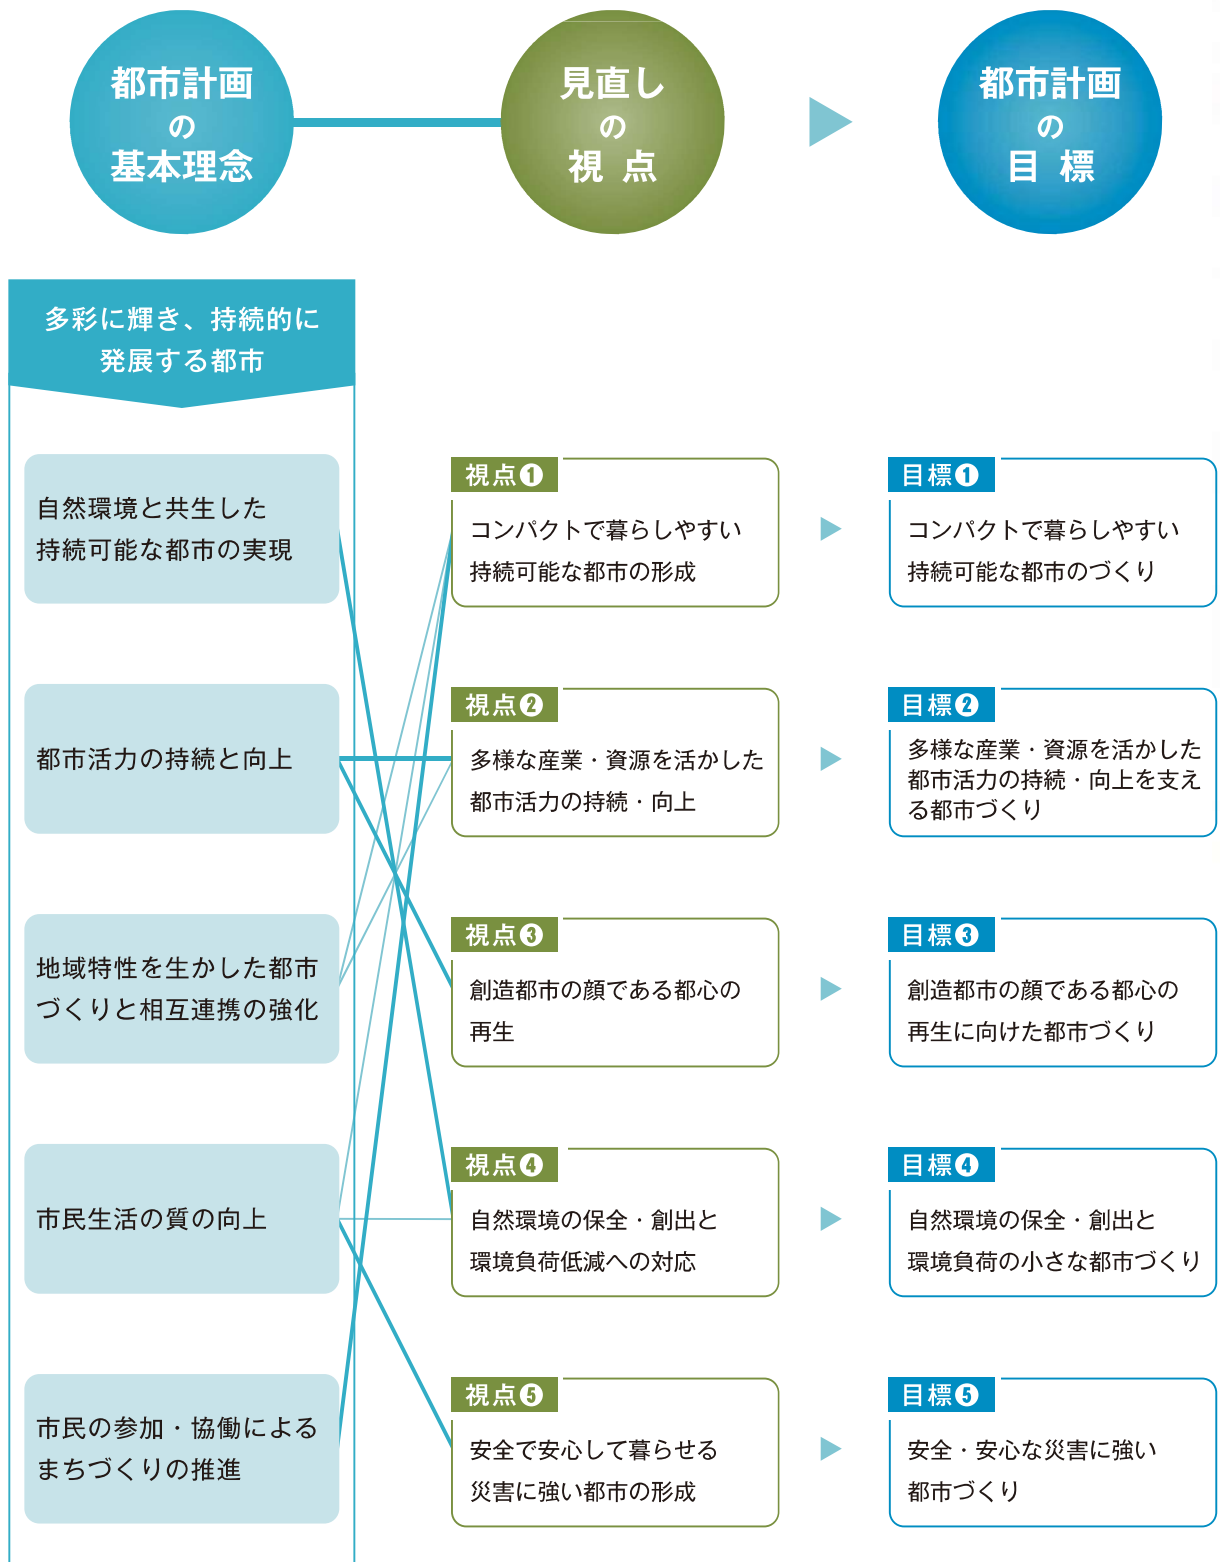 都市計画
の
基本理念
見直し
の
視 点
都市計画
の
目 標
多彩に輝き、持続的に
発展する都市
自然環境と共生した
持続可能な都市の実現
都市活力の持続と向上
地域特性を生かした都市
づくりと相互連携の強化
市民生活の質の向上
市民の参加・協働による
まちづくりの推進
視点❶
コンパクトで暮らしやすい
持続可能な都市の形成
視点❷
多様な産業・資源を活かした
都市活力の持続・向上
視点❸
創造都市の顔である都心の
再生
視点❹
自然環境の保全・創出と
環境負荷低減への対応
視点❺
安全で安心して暮らせる
災害に強い都市の形成
目標❶
コンパクトで暮らしやすい
持続可能な都市のづくり
目標❷
多様な産業・資源を活かした
都市活力の持続・向上を支え
る都市づくり
目標❸
創造都市の顔である都心の
再生に向けた都市づくり
目標❹
自然環境の保全・創出と
環境負荷の小さな都市づくり
目標❺
安全・安心な災害に強い
都市づくり